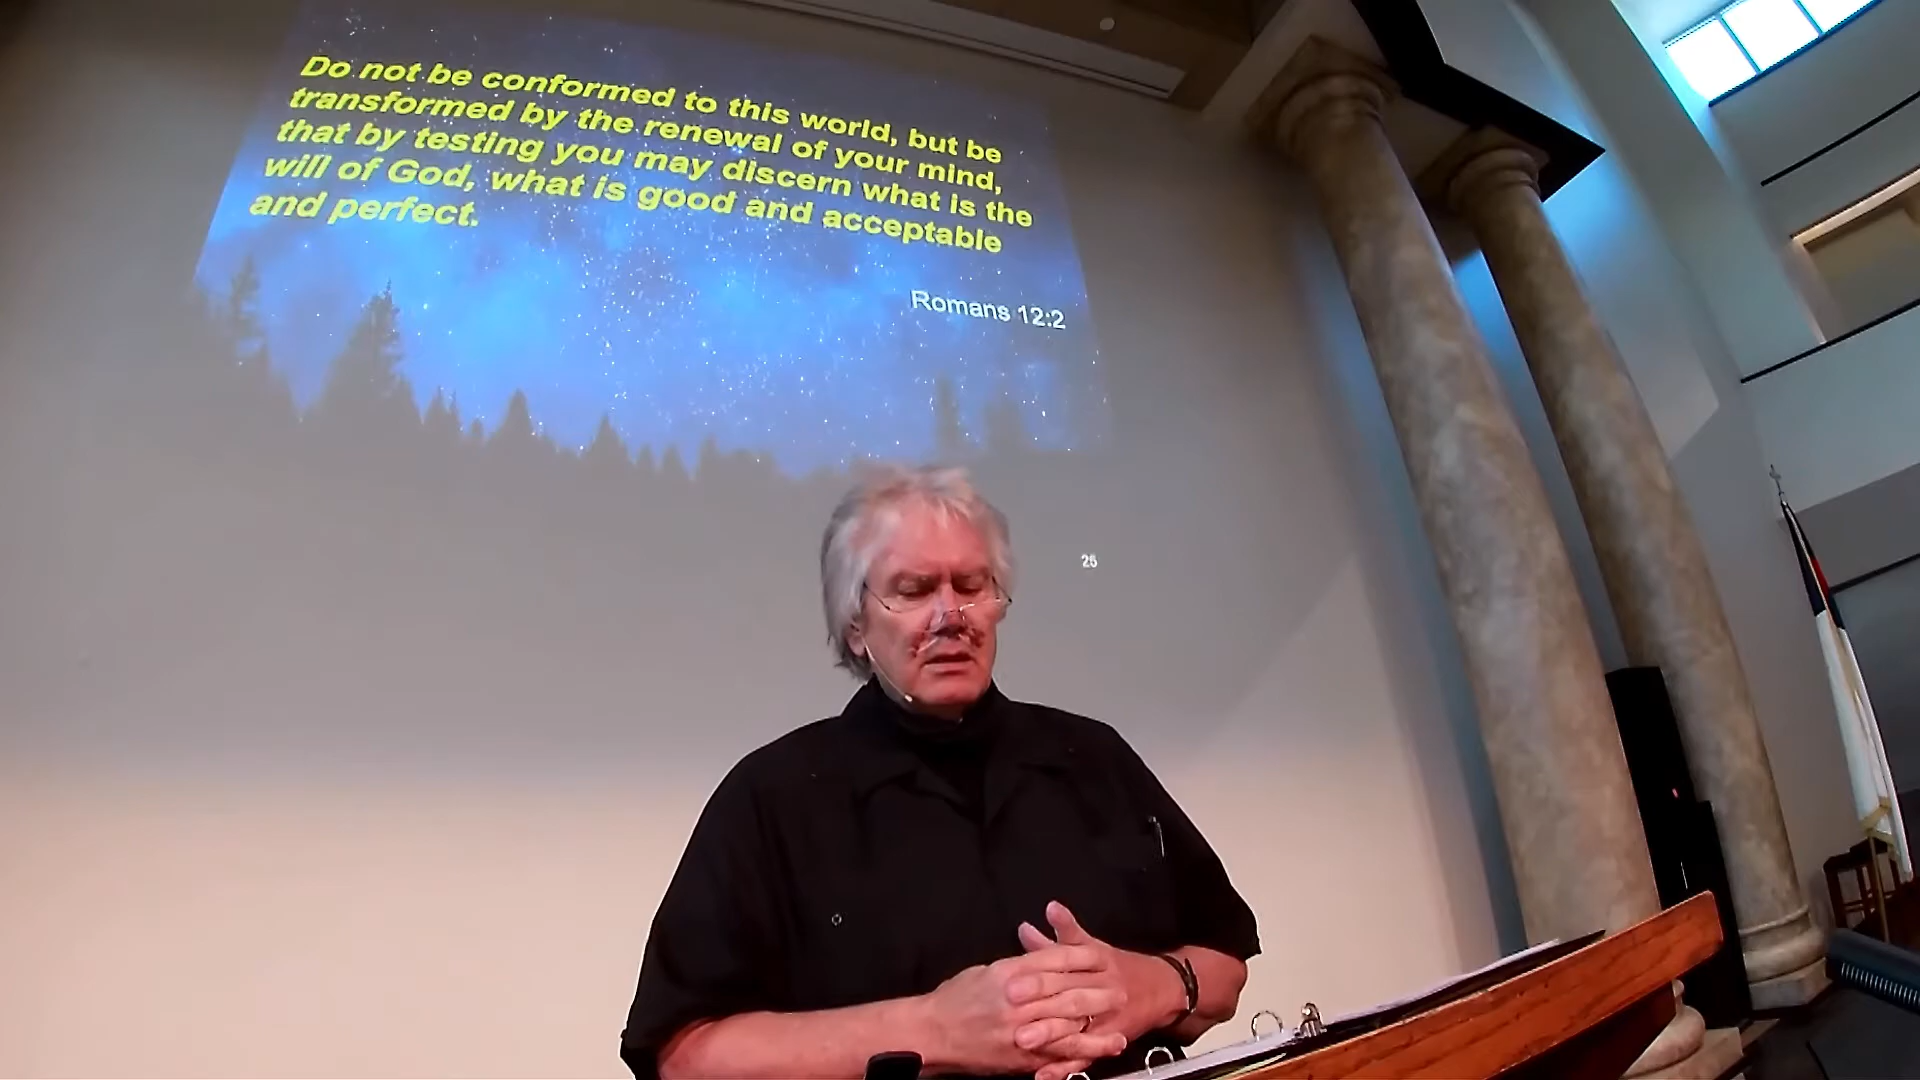 Do not be conformed to this world, but be
transformed by the renewal of your mind,
that by testing you may discern what is the
will of God, what is good and acceptable
and perfect.
Romans 12:2
25